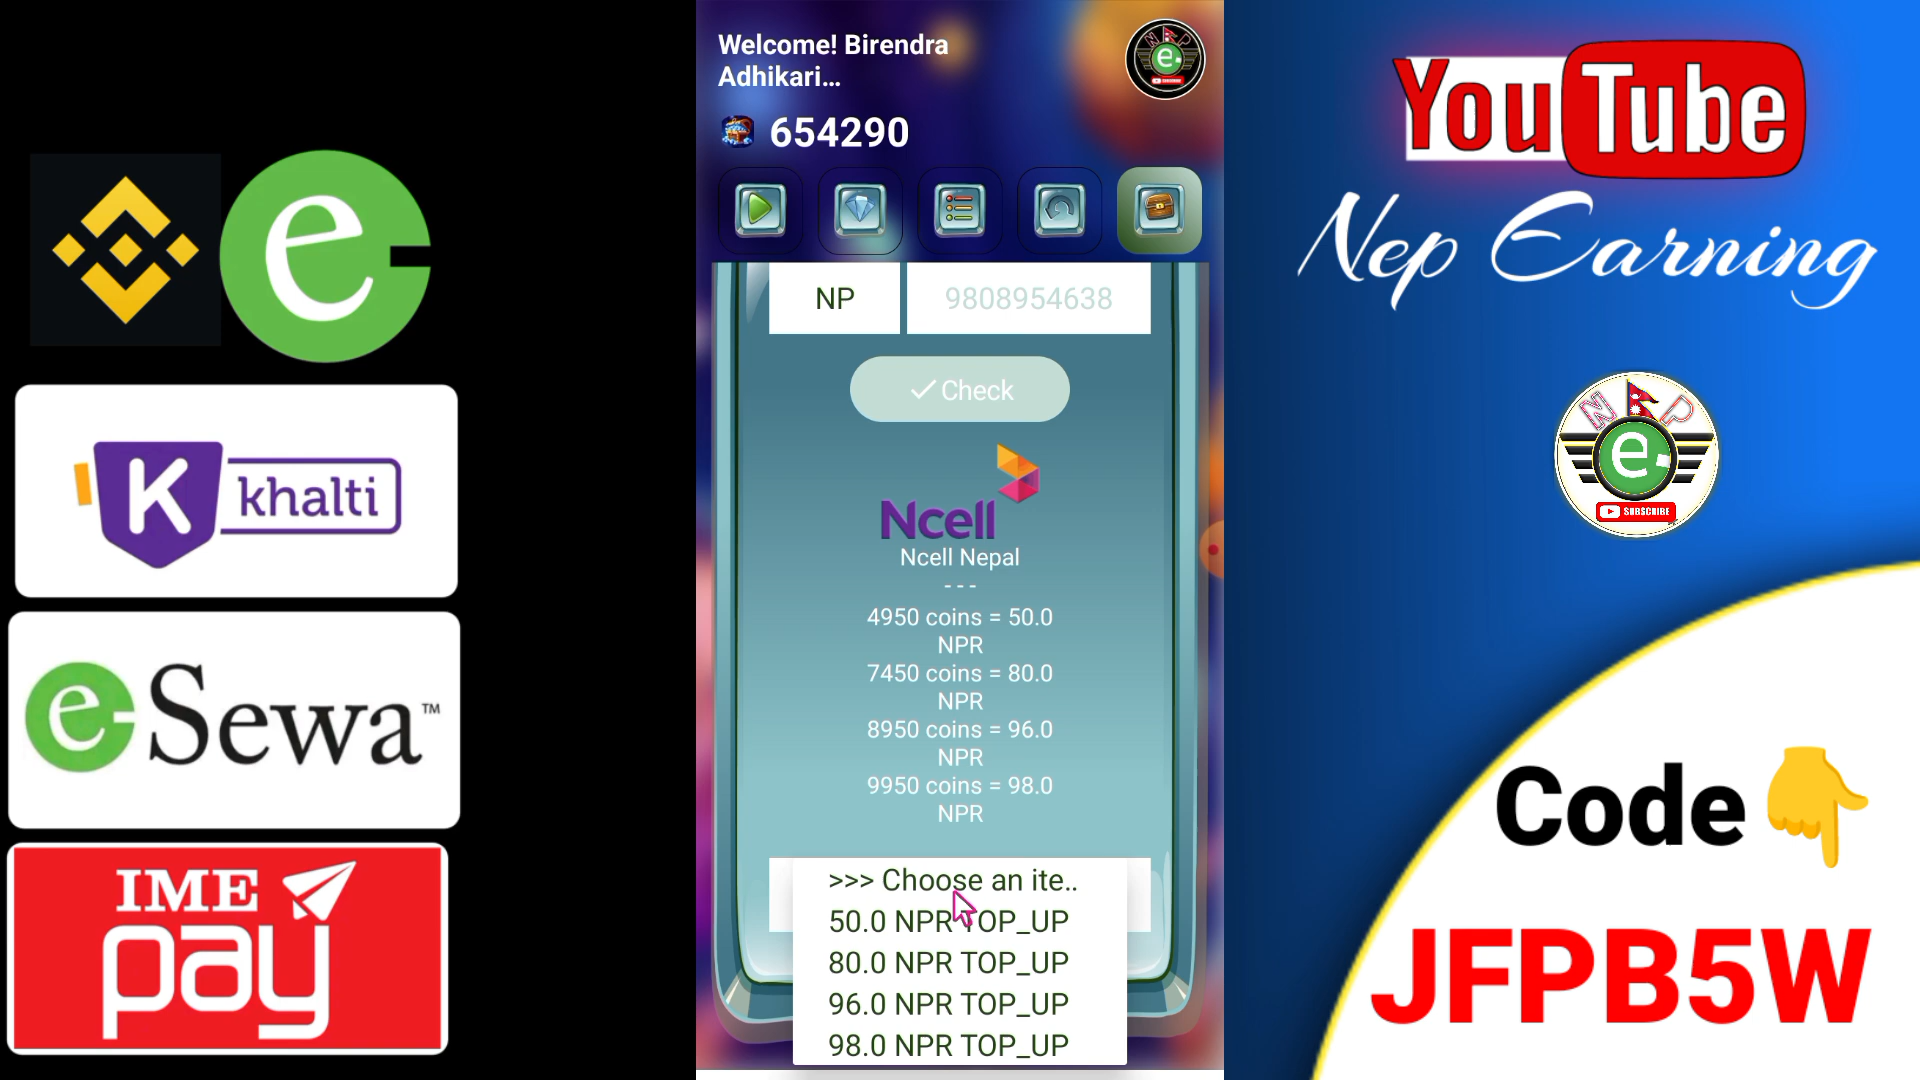 e
K khalti
e Sewa™
IME
pay
Welcome! Birendra
Adhikari...
654290
NP 9808954638
Check
Ncell
Ncell Nepal
- - -
4950 coins = 50.0
NPR
7450 coins = 80.0
NPR
8950 coins = 96.0
NPR
9950 coins = 98.0
NPR
>>> Choose an ite..
50.0 NPR TOP_UP
80.0 NPR TOP_UP
96.0 NPR TOP_UP
98.0 NPR TOP_UP
YouTube
Nep Earning
N P
e
SUBSCRIBE
Code
JFPB5W